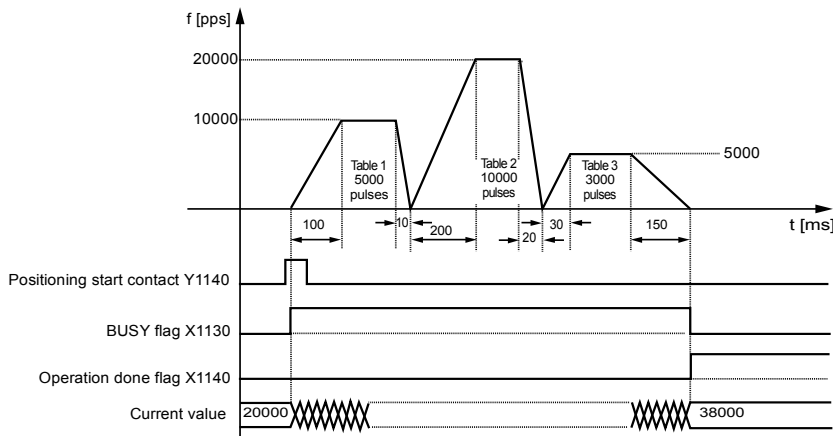 f [pps]
20000
10000
5000
Table 1
5000
pulses
Table 2
10000
pulses
Table 3
3000
pulses
t [ms]
100
10
200
20
30
150
Positioning start contact Y1140
BUSY flag X1130
Operation done flag X1140
Current value
20000
38000